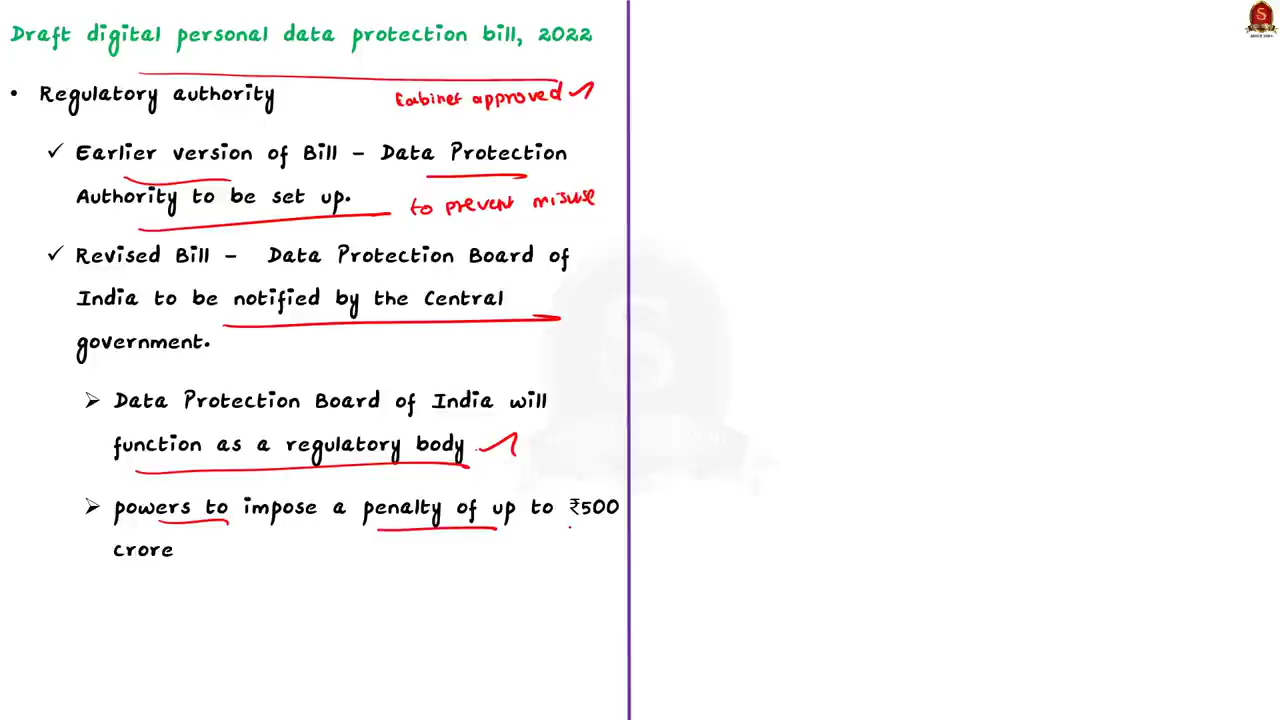 Draft digital personal data protection bill, 2022
• Regulatory authority
Cabinet approved
✓ Earlier version of Bill – Data Protection
Authority to be set up.
to prevent misuse
✓ Revised Bill – Data Protection Board of
India to be notified by the Central
government.
➢ Data Protection Board of India will
function as a regulatory body
➢ powers to impose a penalty of up to ₹500
crore